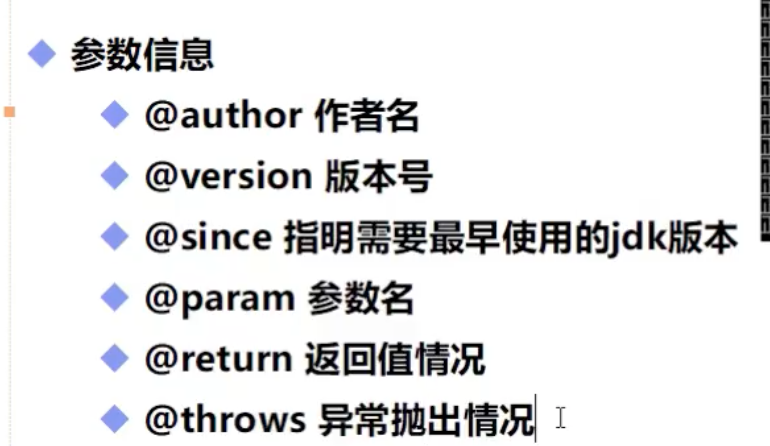 参数信息
@author 作者名
@version 版本号
@since 指明需要最早使用的jdk版本
@param 参数名
@return 返回值情况
@throws 异常抛出情况